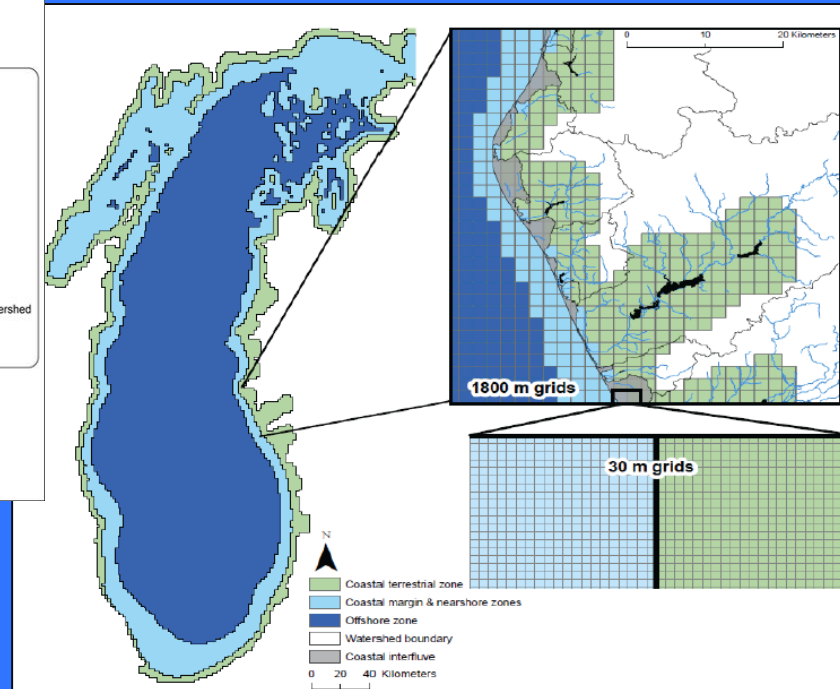 ershed
0 10 20 Kilometers
1800 m grids
30 m grids
N
Coastal terrestrial zone
Coastal margin & nearshore zones
Offshore zone
Watershed boundary
Coastal interfluve
0 20 40 Kilometers